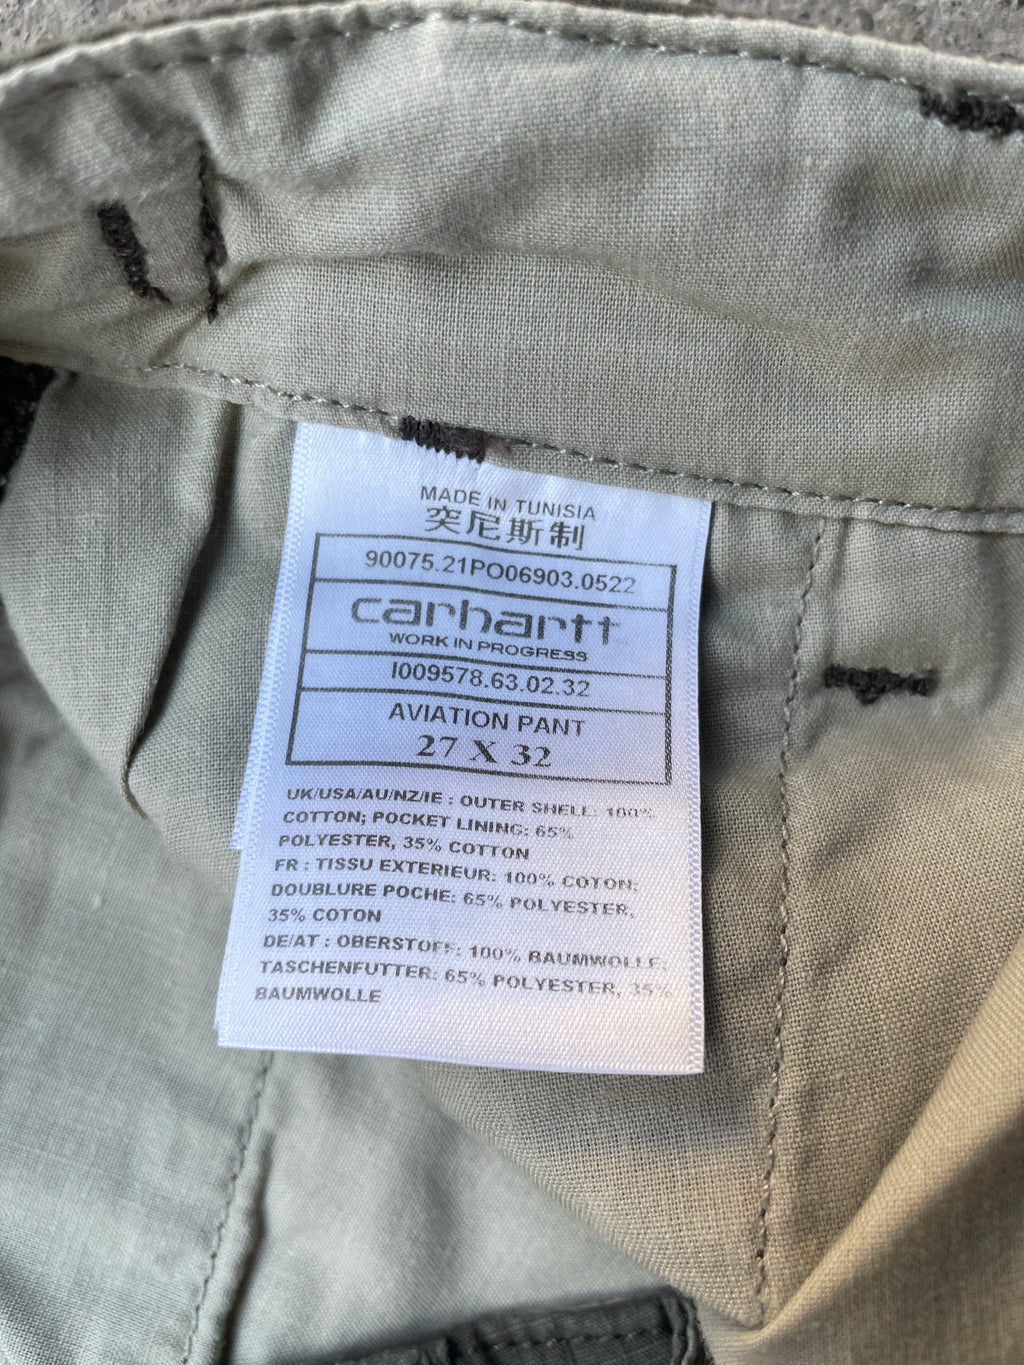 MADE IN TUNISIA
突尼斯制
90075.21PO06903.0522
carhartt
WORK IN PROGRESS
I009578.63.02.32
AVIATION PANT
27 X 32
UK/USA/AU/NZ/IE : OUTER SHELL: 100%
COTTON; POCKET LINING: 65%
POLYESTER, 35% COTTON
FR : TISSU EXTERIEUR: 100% COTON;
DOUBLURE POCHE: 65% POLYESTER,
35% COTON
DE/AT : OBERSTOFF: 100% BAUMWOLLE,
TASCHENFUTTER: 65% POLYESTER, 35%
BAUMWOLLE